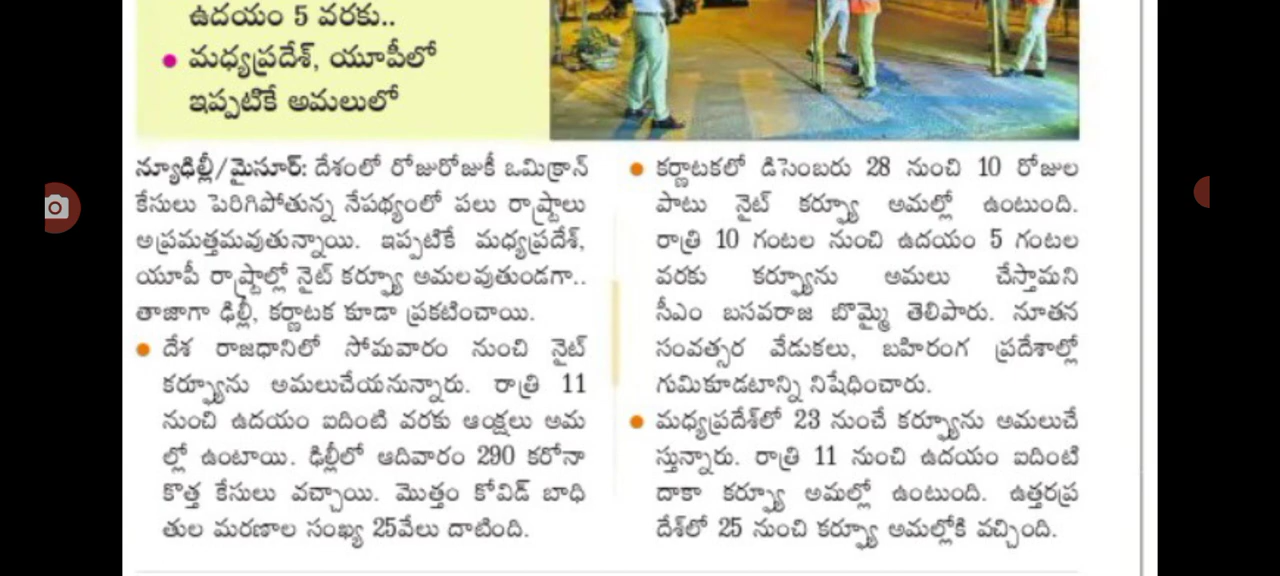 ఉదయం 5 వరకు..
● మధ్యప్రదేశ్, యూపీలో
ఇప్పటికే అమలులో
న్యూఢిల్లీ/మైసూర్: దేశంలో రోజురోజుకీ ఒమిక్రాన్
కేసులు పెరిగిపోతున్న నేపథ్యంలో పలు రాష్ట్రాలు
అప్రమత్తమవుతున్నాయి. ఇప్పటికే మధ్యప్రదేశ్,
యూపీ రాష్ట్రాల్లో నైట్ కర్ఫ్యూ అమలవుతుండగా..
తాజాగా ఢిల్లీ, కర్ణాటక కూడా ప్రకటించాయి.
● దేశ రాజధానిలో సోమవారం నుంచి నైట్
కర్ఫ్యూను అమలుచేయనున్నారు. రాత్రి 11
నుంచి ఉదయం ఐదింటి వరకు ఆంక్షలు అమ
ల్లో ఉంటాయి. ఢిల్లీలో ఆదివారం 290 కరోనా
కొత్త కేసులు వచ్చాయి. మొత్తం కోవిడ్ బాధి
తుల మరణాల సంఖ్య 25వేలు దాటింది.
● కర్ణాటకలో డిసెంబరు 28 నుంచి 10 రోజుల
పాటు నైట్ కర్ఫ్యూ అమల్లో ఉంటుంది.
రాత్రి 10 గంటల నుంచి ఉదయం 5 గంటల
వరకు కర్ఫ్యూను అమలు చేస్తామని
సీఎం బసవరాజ బొమ్మై తెలిపారు. నూతన
సంవత్సర వేడుకలు, బహిరంగ ప్రదేశాల్లో
గుమికూడటాన్ని నిషేధించారు.
● మధ్యప్రదేశ్‌లో 23 నుంచే కర్ఫ్యూను అమలుచే
స్తున్నారు. రాత్రి 11 నుంచి ఉదయం ఐదింటి
దాకా కర్ఫ్యూ అమల్లో ఉంటుంది. ఉత్తరప్ర
దేశ్‌లో 25 నుంచి కర్ఫ్యూ అమల్లోకి వచ్చింది.